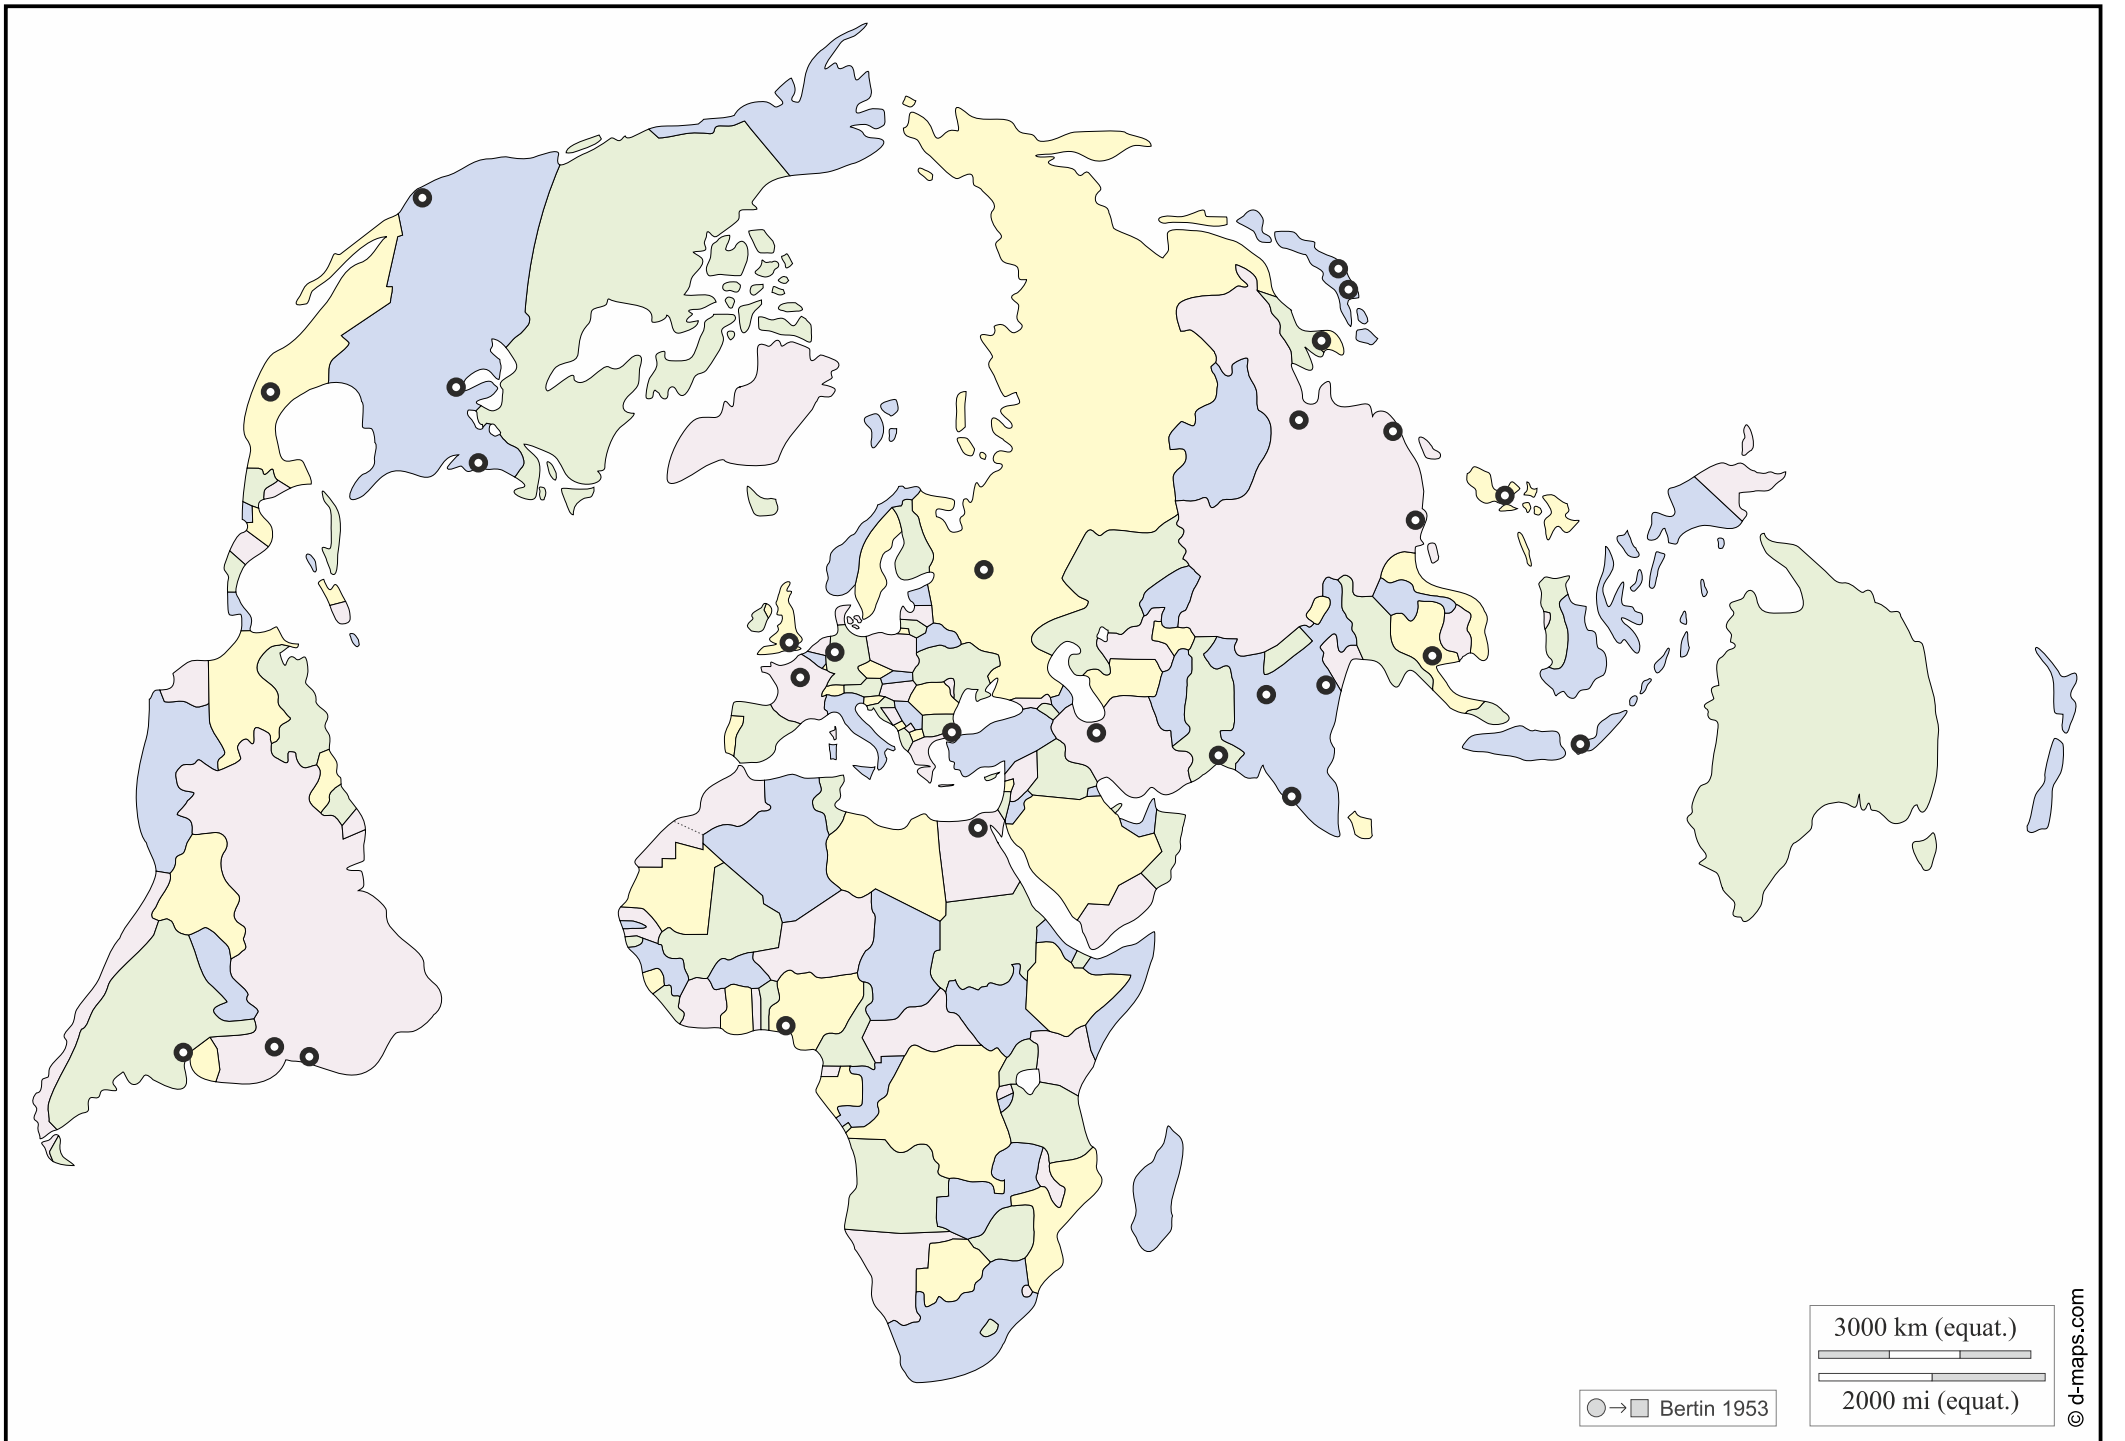 3000 km (equat.)
2000 mi (equat.)
Bertin 1953
© d-maps.com